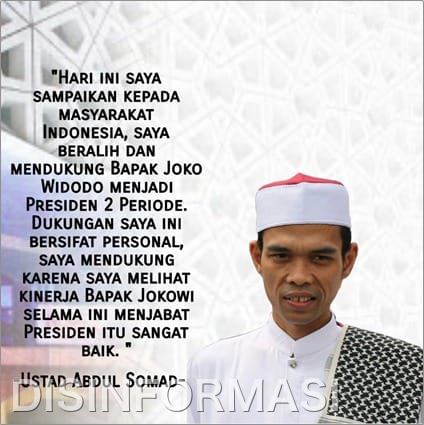 "Hari ini saya
sampaikan kepada
masyarakat
Indonesia, saya
beralih dan
mendukung Bapak Joko
Widodo menjadi
Presiden 2 Periode.
Dukungan saya ini
bersifat personal,
saya mendukung
karena saya melihat
kinerja Bapak Jokowi
selama ini menjabat
Presiden itu sangat
baik. "
-Ustad Abdul Somad-
DISINFORMASI